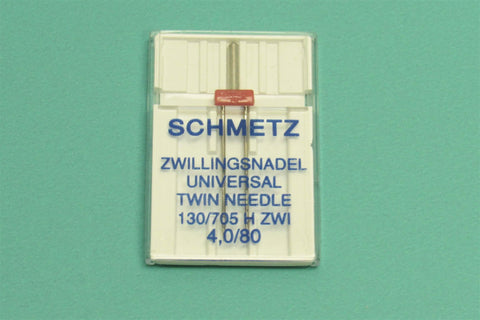 SCHMETZ
ZWILLINGSNADEL
UNIVERSAL
TWIN NEEDLE
130/705 H ZWI
4,0/80